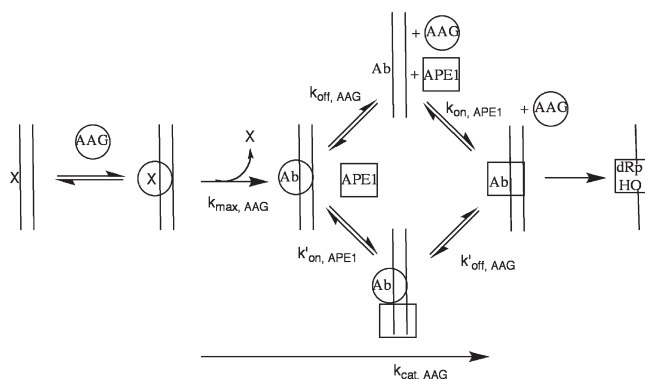 + AAG
Ab + APE1
k_off, AAG
k_on, APE1
+ AAG
AAG
X
X
X
Ab
APE1
Ab
dRp
HO
k_max, AAG
k'_on, APE1
k'_off, AAG
Ab
k_cat, AAG